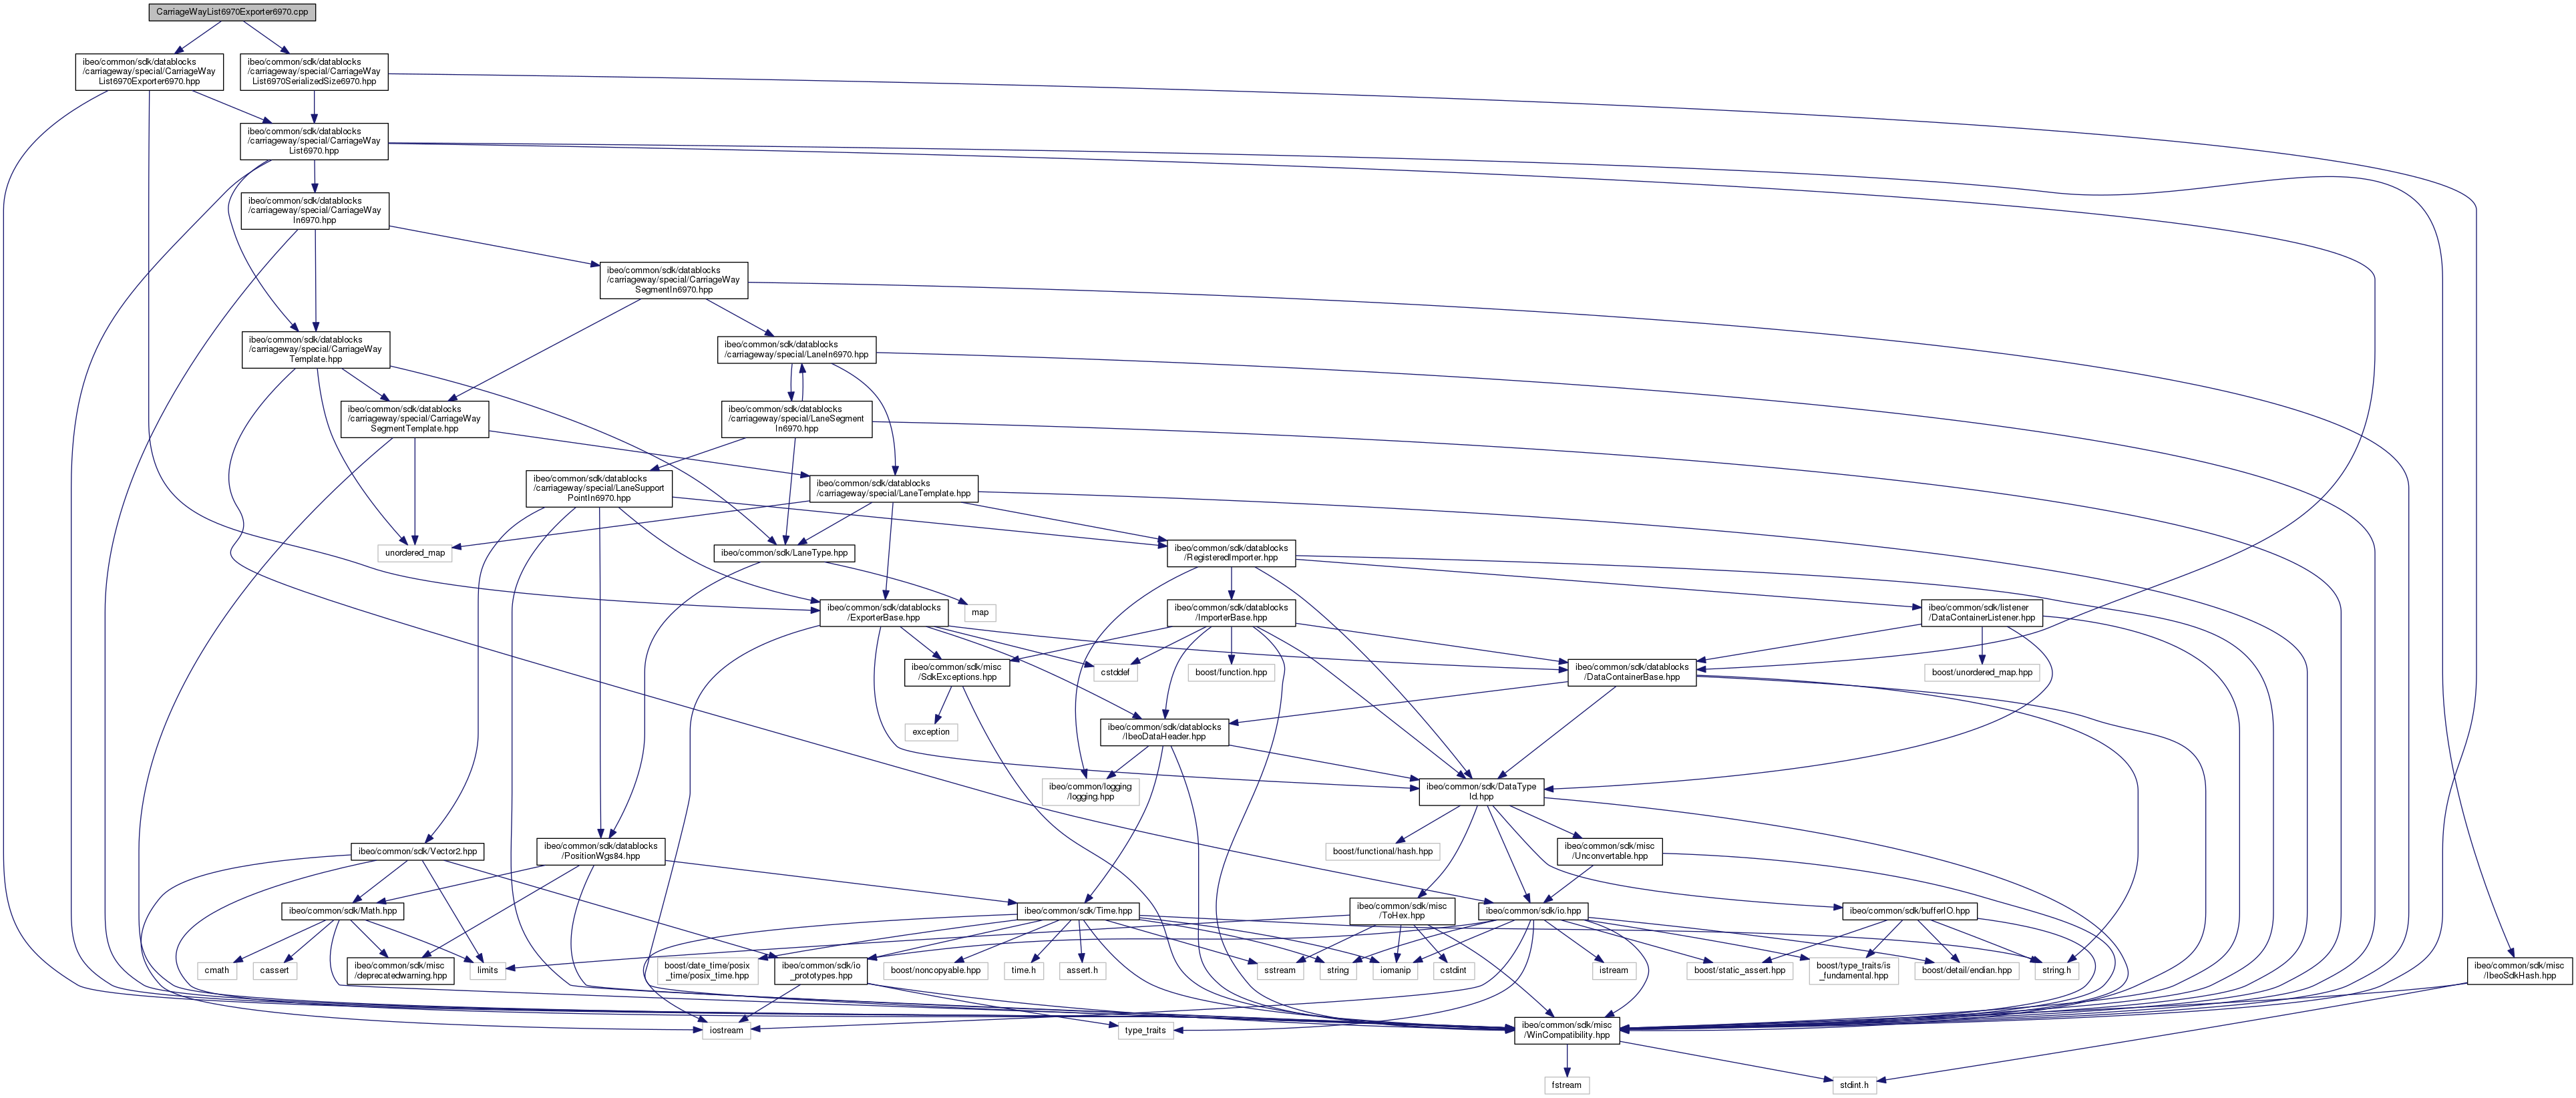 CarriageWayList6970Exporter6970.cpp
ibeo/common/sdk/datablocks
/carriageway/special/CarriageWay
List6970Exporter6970.hpp
ibeo/common/sdk/datablocks
/carriageway/special/CarriageWay
List6970SerializedSize6970.hpp
ibeo/common/sdk/datablocks
/carriageway/special/CarriageWay
List6970.hpp
ibeo/common/sdk/datablocks
/carriageway/special/CarriageWay
In6970.hpp
ibeo/common/sdk/datablocks
/carriageway/special/CarriageWay
SegmentIn6970.hpp
ibeo/common/sdk/datablocks
/carriageway/special/CarriageWay
Template.hpp
ibeo/common/sdk/datablocks
/carriageway/special/LaneIn6970.hpp
ibeo/common/sdk/datablocks
/carriageway/special/CarriageWay
SegmentTemplate.hpp
ibeo/common/sdk/datablocks
/carriageway/special/LaneSegment
In6970.hpp
ibeo/common/sdk/datablocks
/carriageway/special/LaneSupport
PointIn6970.hpp
ibeo/common/sdk/datablocks
/carriageway/special/LaneTemplate.hpp
unordered_map
ibeo/common/sdk/LaneType.hpp
ibeo/common/sdk/datablocks
/RegisteredImporter.hpp
ibeo/common/sdk/datablocks
/ExporterBase.hpp
map
ibeo/common/sdk/datablocks
/ImporterBase.hpp
ibeo/common/sdk/listener
/DataContainerListener.hpp
ibeo/common/sdk/misc
/SdkExceptions.hpp
cstddef
boost/function.hpp
ibeo/common/sdk/datablocks
/DataContainerBase.hpp
boost/unordered_map.hpp
exception
ibeo/common/sdk/datablocks
/IbeoDataHeader.hpp
ibeo/common/logging
/logging.hpp
ibeo/common/sdk/DataType
Id.hpp
ibeo/common/sdk/Vector2.hpp
ibeo/common/sdk/datablocks
/PositionWgs84.hpp
boost/functional/hash.hpp
ibeo/common/sdk/misc
/Unconvertable.hpp
ibeo/common/sdk/Math.hpp
ibeo/common/sdk/Time.hpp
ibeo/common/sdk/misc
/ToHex.hpp
ibeo/common/sdk/io.hpp
ibeo/common/sdk/bufferIO.hpp
cmath
cassert
ibeo/common/sdk/misc
/deprecatedwarning.hpp
limits
boost/date_time/posix
_time/posix_time.hpp
ibeo/common/sdk/io
_prototypes.hpp
boost/noncopyable.hpp
time.h
assert.h
sstream
string
iomanip
cstdint
istream
boost/static_assert.hpp
boost/type_traits/is
_fundamental.hpp
boost/detail/endian.hpp
string.h
ibeo/common/sdk/misc
/IbeoSdkHash.hpp
iostream
type_traits
ibeo/common/sdk/misc
/WinCompatibility.hpp
fstream
stdint.h